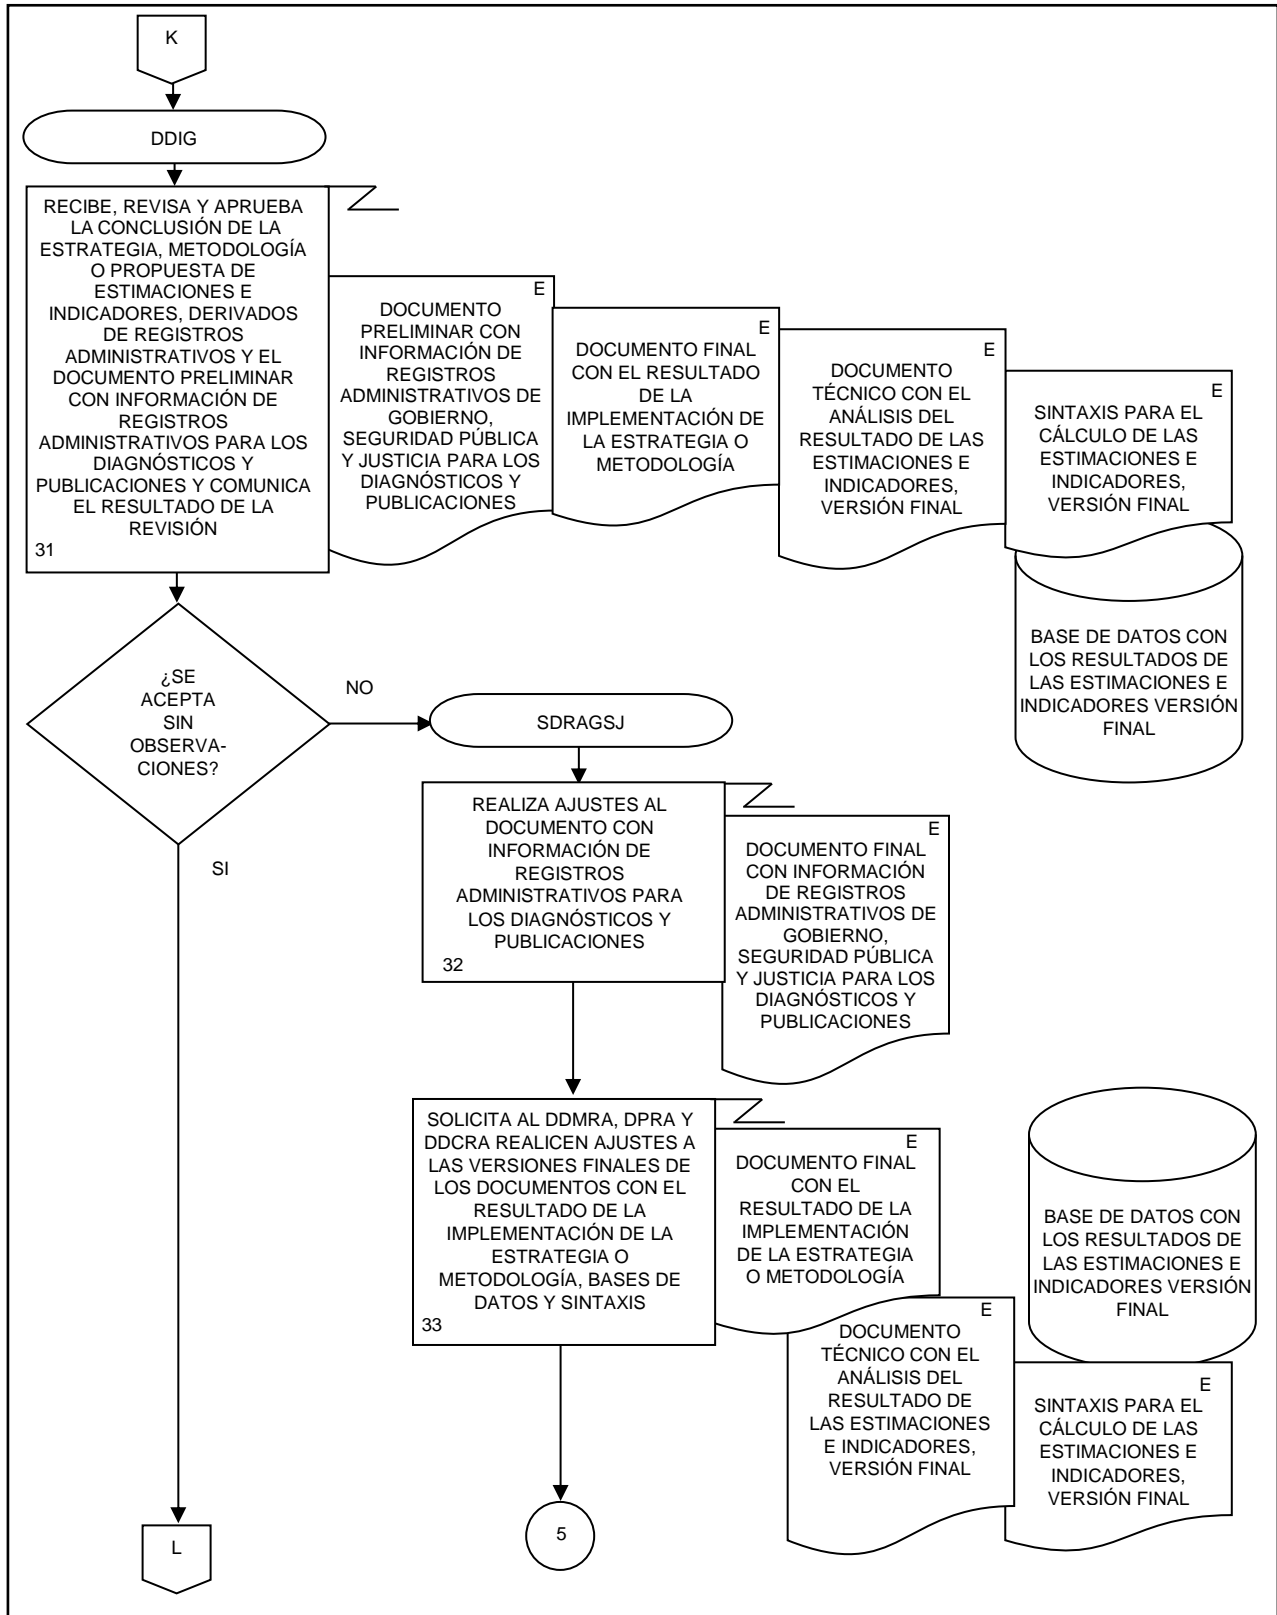 K
DDIG
RECIBE, REVISA Y APRUEBA
LA CONCLUSIÓN DE LA
ESTRATEGIA, METODOLOGÍA
O PROPUESTA DE
ESTIMACIONES E
INDICADORES, DERIVADOS
DE REGISTROS
ADMINISTRATIVOS Y EL
DOCUMENTO PRELIMINAR
CON INFORMACIÓN DE
REGISTROS
ADMINISTRATIVOS PARA LOS
DIAGNÓSTICOS Y
PUBLICACIONES Y COMUNICA
EL RESULTADO DE LA
REVISIÓN
31
E
DOCUMENTO
PRELIMINAR CON
INFORMACIÓN DE
REGISTROS
ADMINISTRATIVOS DE
GOBIERNO,
SEGURIDAD PÚBLICA
Y JUSTICIA PARA LOS
DIAGNÓSTICOS Y
PUBLICACIONES
E
DOCUMENTO FINAL
CON EL RESULTADO
DE LA
IMPLEMENTACIÓN DE
LA ESTRATEGIA O
METODOLOGÍA
E
DOCUMENTO
TÉCNICO CON EL
ANÁLISIS DEL
RESULTADO DE LAS
ESTIMACIONES E
INDICADORES,
VERSIÓN FINAL
E
SINTAXIS PARA EL
CÁLCULO DE LAS
ESTIMACIONES E
INDICADORES,
VERSIÓN FINAL
BASE DE DATOS CON
LOS RESULTADOS DE
LAS ESTIMACIONES E
INDICADORES VERSIÓN
FINAL
¿SE
ACEPTA
SIN
OBSERVA-
CIONES?
NO
SI
SDRAGSJ
REALIZA AJUSTES AL
DOCUMENTO CON
INFORMACIÓN DE
REGISTROS
ADMINISTRATIVOS PARA
LOS DIAGNÓSTICOS Y
PUBLICACIONES
32
E
DOCUMENTO FINAL
CON INFORMACIÓN
DE REGISTROS
ADMINISTRATIVOS DE
GOBIERNO,
SEGURIDAD PÚBLICA
Y JUSTICIA PARA LOS
DIAGNÓSTICOS Y
PUBLICACIONES
SOLICITA AL DDMRA, DPRA Y
DDCRA REALICEN AJUSTES A
LAS VERSIONES FINALES DE
LOS DOCUMENTOS CON EL
RESULTADO DE LA
IMPLEMENTACIÓN DE LA
ESTRATEGIA O
METODOLOGÍA, BASES DE
DATOS Y SINTAXIS
33
E
DOCUMENTO FINAL
CON EL
RESULTADO DE LA
IMPLEMENTACIÓN
DE LA ESTRATEGIA
O METODOLOGÍA
E
DOCUMENTO
TÉCNICO CON EL
ANÁLISIS DEL
RESULTADO DE
LAS ESTIMACIONES
E INDICADORES,
VERSIÓN FINAL
BASE DE DATOS CON
LOS RESULTADOS DE
LAS ESTIMACIONES E
INDICADORES VERSIÓN
FINAL
E
SINTAXIS PARA EL
CÁLCULO DE LAS
ESTIMACIONES E
INDICADORES,
VERSIÓN FINAL
5
L